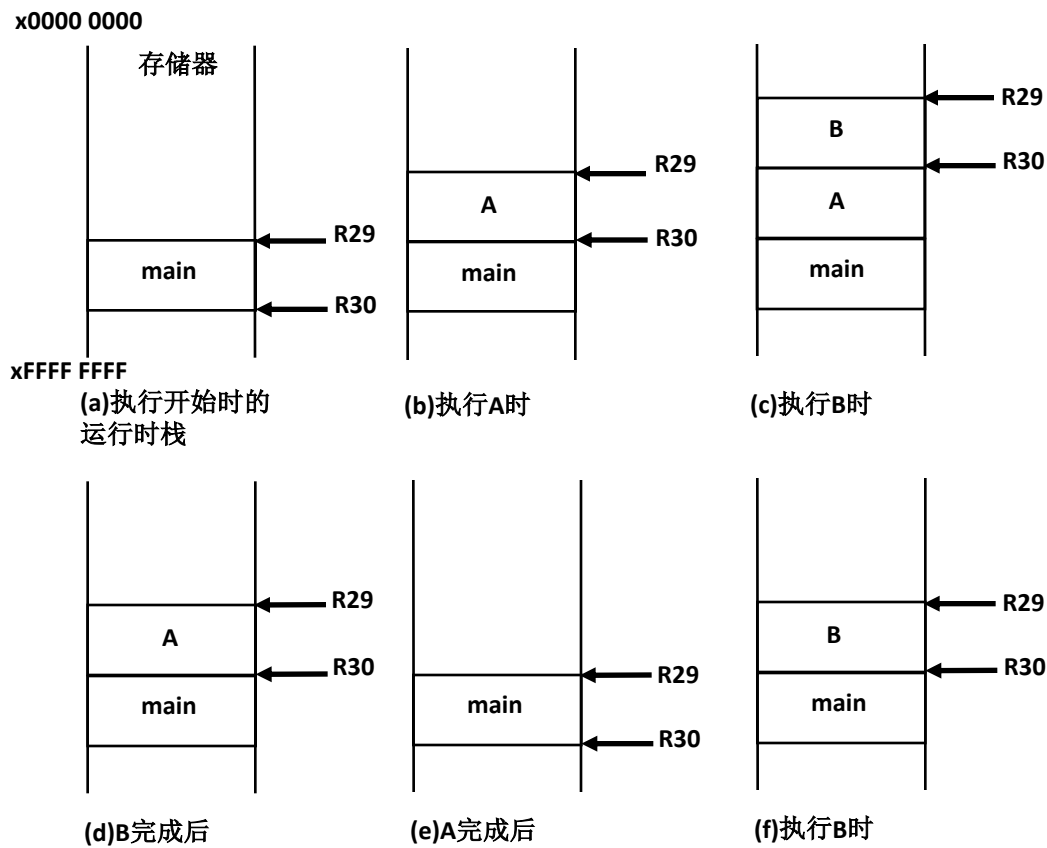 x0000 0000
存储器
R29
main
R30
xFFFF FFFF
(a)执行开始时的
运行时栈
R29
A
R30
main
(b)执行A时
R29
B
R30
A
main
(c)执行B时
R29
A
R30
main
(d)B完成后
R29
main
R30
(e)A完成后
R29
B
R30
main
(f)执行B时